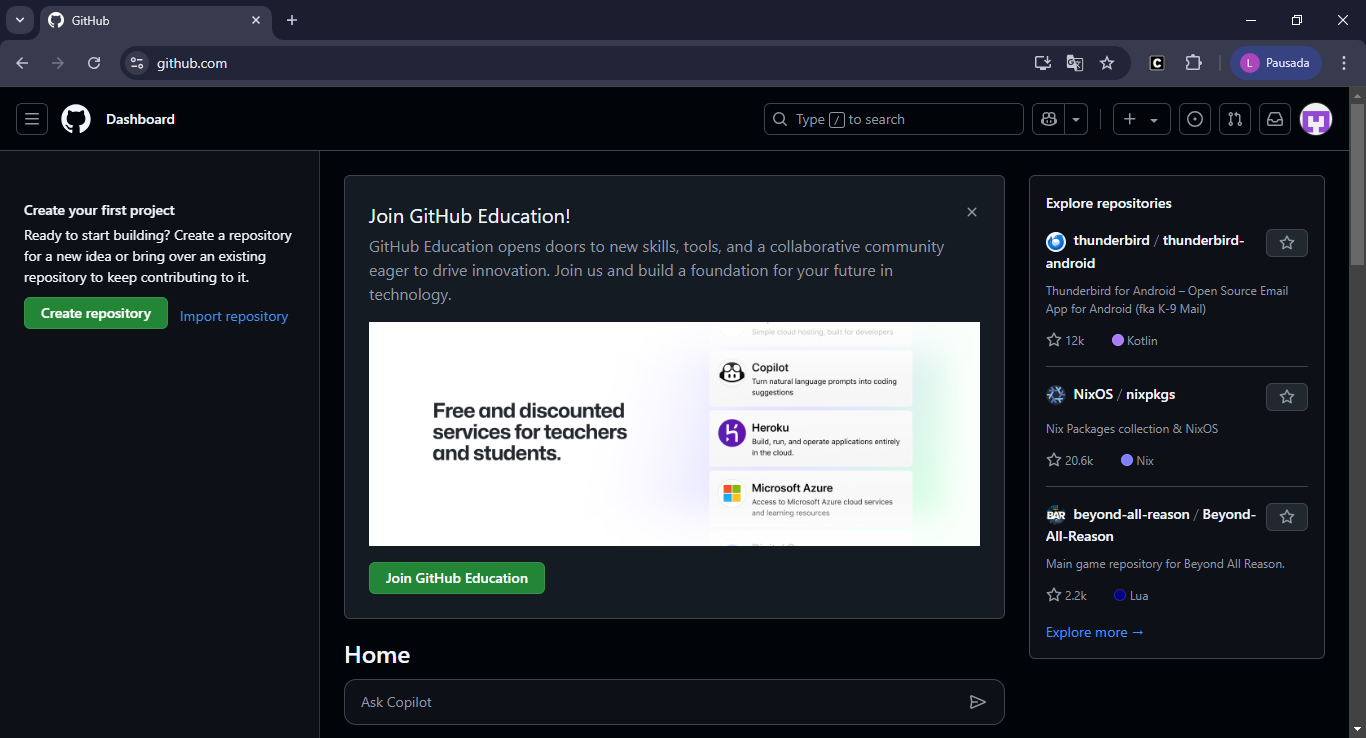 GitHub
github.com
L Pausada
Dashboard
Type / to search
Create your first project
Ready to start building? Create a repository
for a new idea or bring over an existing
repository to keep contributing to it.
Create repository
Import repository
Join GitHub Education!
GitHub Education opens doors to new skills, tools, and a collaborative community
eager to drive innovation. Join us and build a foundation for your future in
technology.
Free and discounted
services for teachers
and students.
Simple cloud hosting, built for developers
Copilot
Turn natural language prompts into coding
suggestions
Heroku
Build, run, and operate applications entirely
in the cloud.
Microsoft Azure
Access to Microsoft Azure cloud services
and learning resources
Join GitHub Education
Home
Ask Copilot
Explore repositories
thunderbird / thunderbird-
android
Thunderbird for Android – Open Source Email
App for Android (fka K-9 Mail)
12k Kotlin
NixOS / nixpkgs
Nix Packages collection & NixOS
20.6k Nix
BAR beyond-all-reason / Beyond-
All-Reason
Main game repository for Beyond All Reason.
2.2k Lua
Explore more →